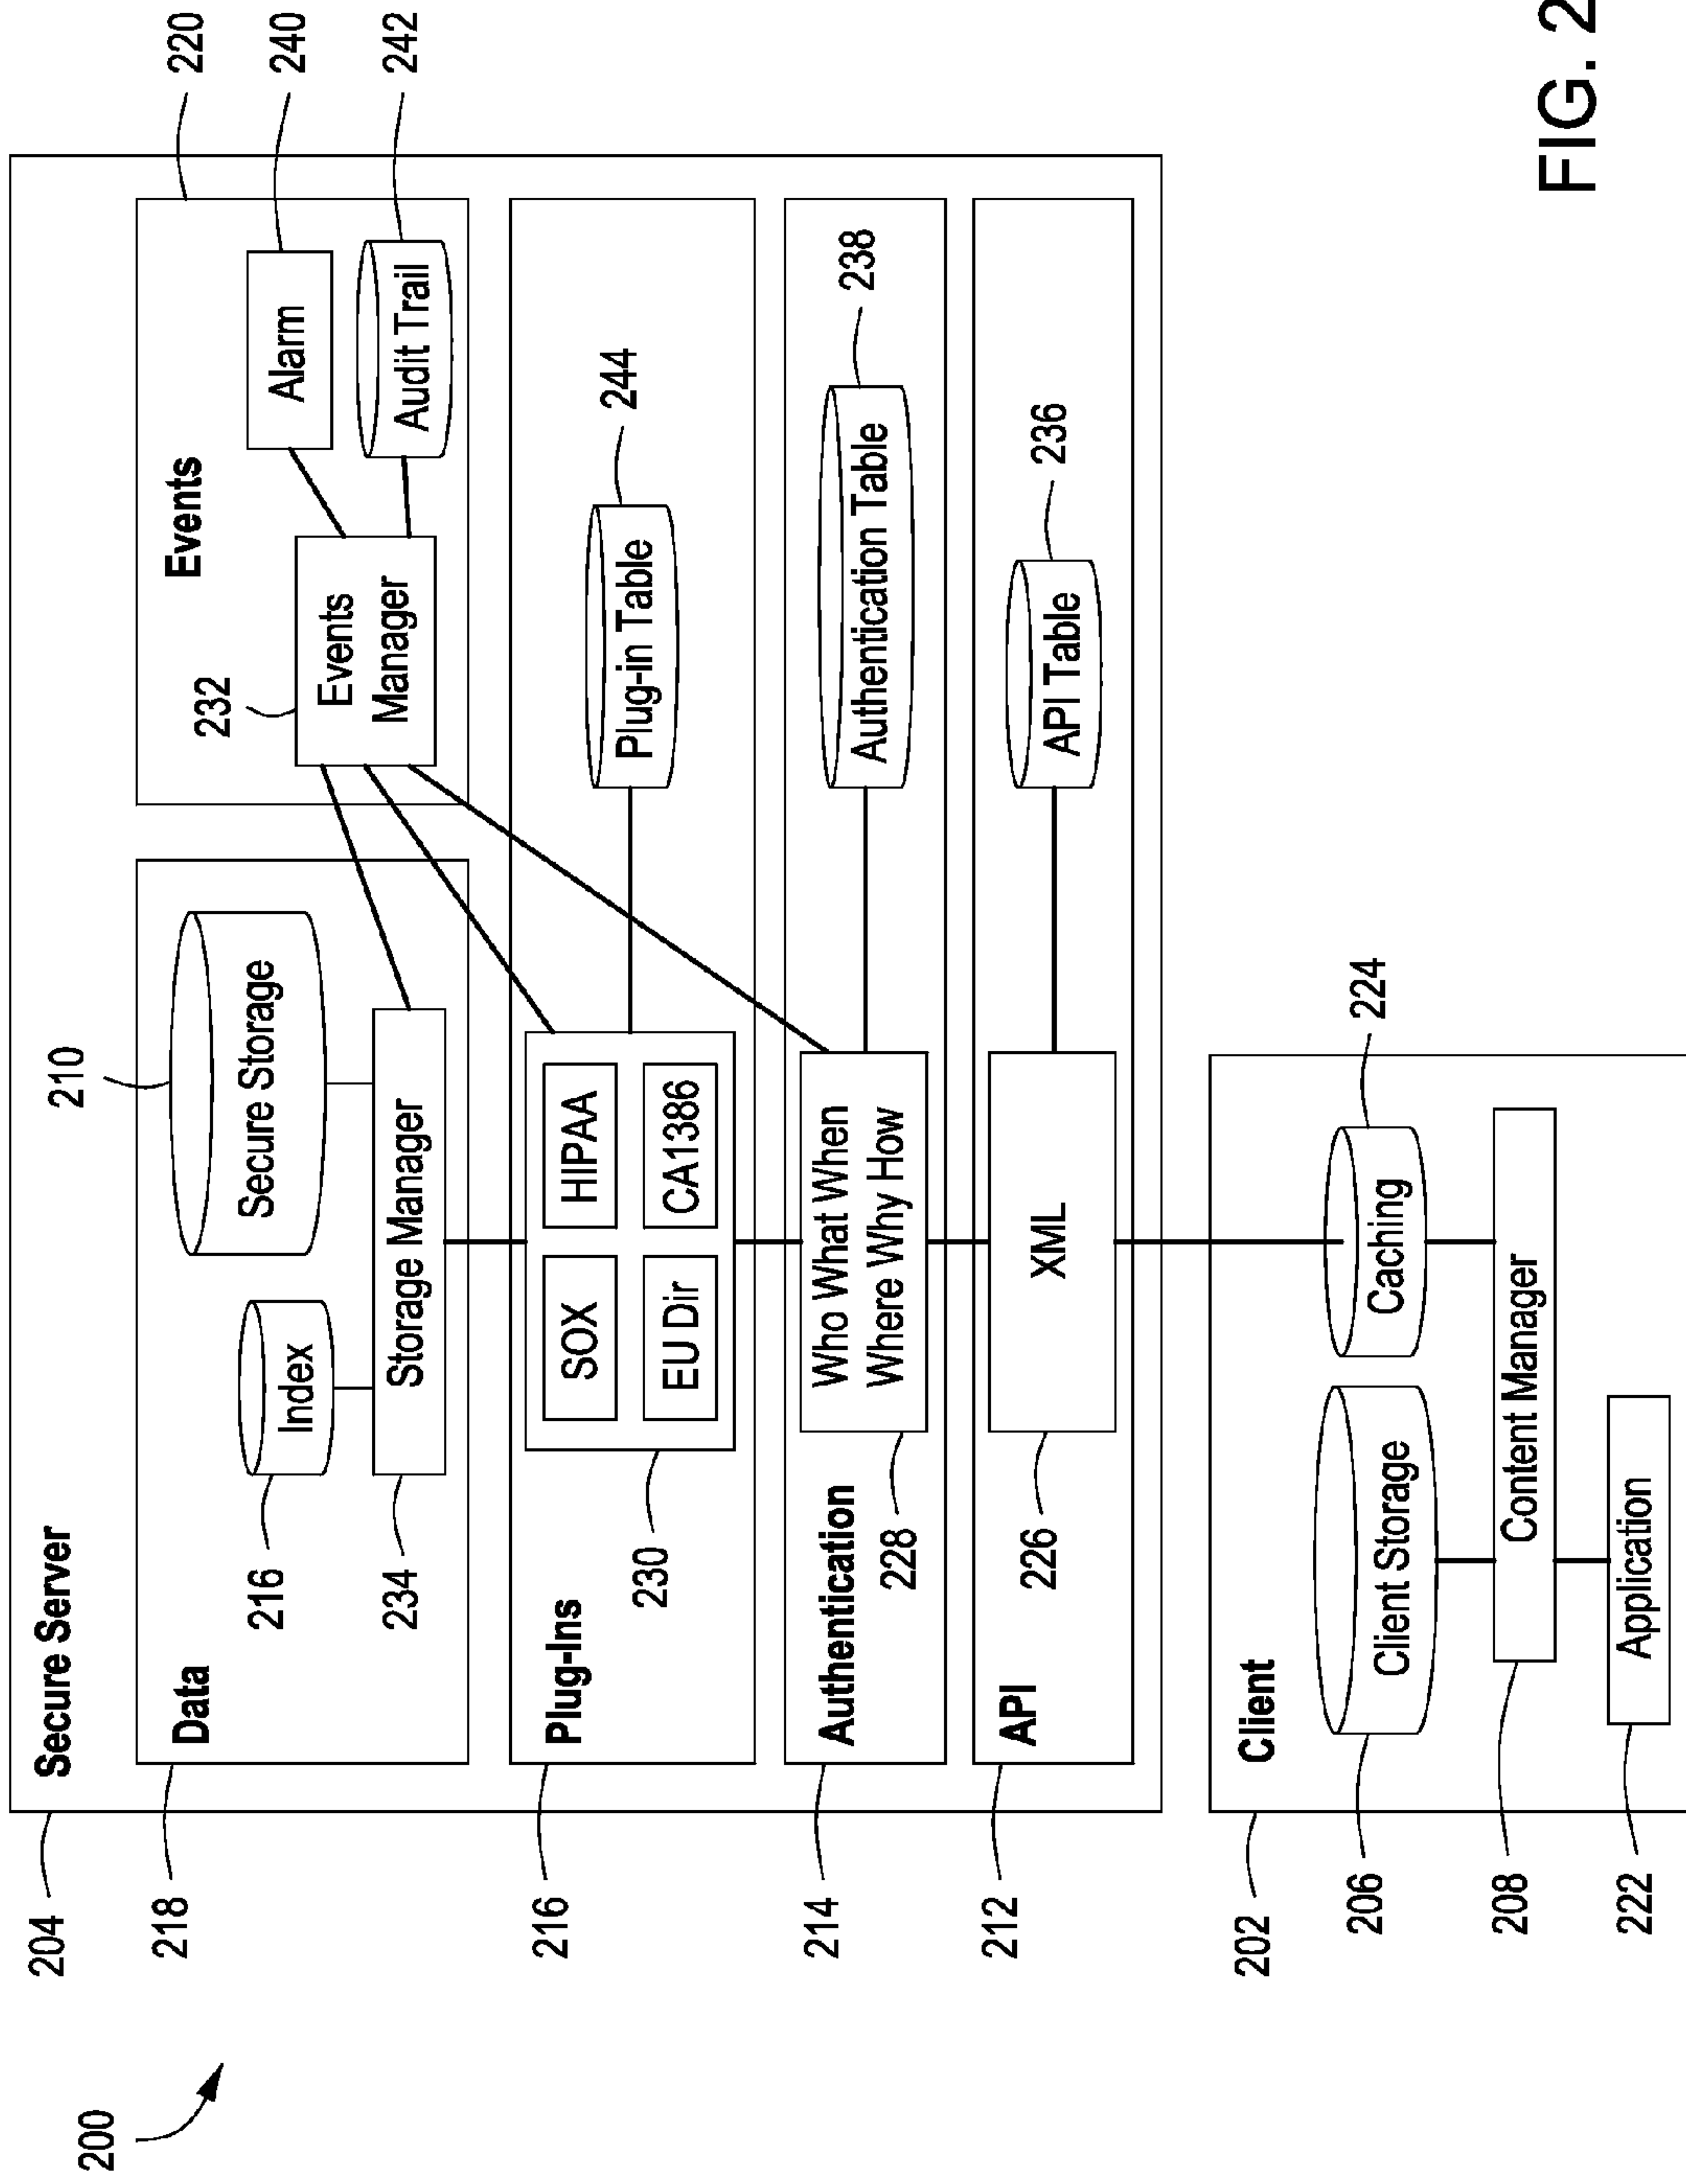 200
204
Secure Server
218
Data
216
Index
210
Secure Storage
234
Storage Manager
220
Events
232
Events
Manager
240
Alarm
242
Audit Trail
216
Plug-Ins
230
SOX
HIPAA
EU Dir
CA1386
244
Plug-in Table
214
Authentication
228
Who What When
Where Why How
238
Authentication Table
212
API
226
XML
236
API Table
202
Client
206
Client Storage
224
Caching
208
Content Manager
222
Application
FIG. 2